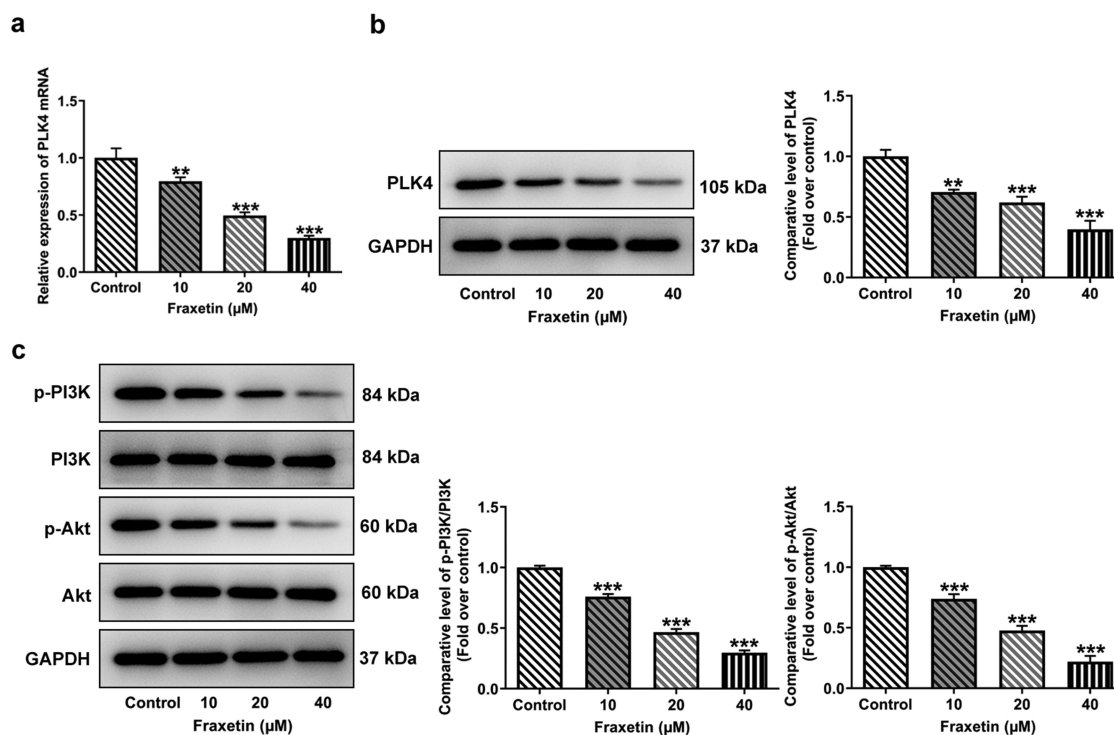 a
Relative expression of PLK4 mRNA
1.5
1.0
0.5
0.0
**
***
***
Control 10 20 40
Fraxetin (µM)
b
PLK4 105 kDa
GAPDH 37 kDa
Control 10 20 40
Fraxetin (µM)
Comparative level of PLK4
(Fold over control)
1.5
1.0
0.5
0.0
**
***
***
Control 10 20 40
Fraxetin (µM)
c
p-PI3K 84 kDa
PI3K 84 kDa
p-Akt 60 kDa
Akt 60 kDa
GAPDH 37 kDa
Control 10 20 40
Fraxetin (µM)
Comparative level of p-PI3K/PI3K
(Fold over control)
1.5
1.0
0.5
0.0
***
***
***
Control 10 20 40
Fraxetin (µM)
Comparative level of p-Akt/Akt
(Fold over control)
1.5
1.0
0.5
0.0
***
***
***
Control 10 20 40
Fraxetin (µM)